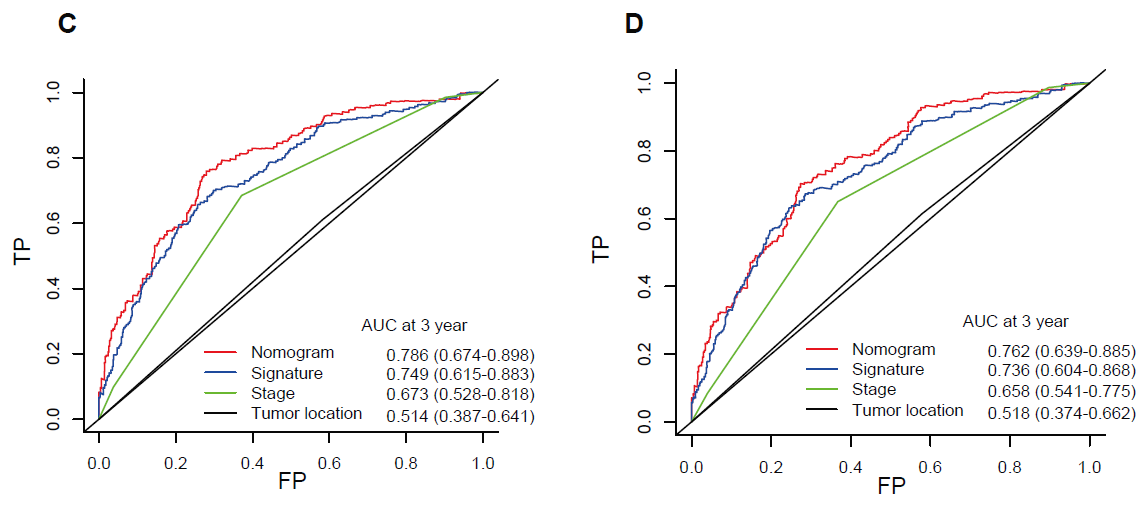 C
TP
1.0
0.8
0.6
0.4
0.2
0.0
AUC at 3 year
Nomogram 0.786 (0.674-0.898)
Signature 0.749 (0.615-0.883)
Stage 0.673 (0.528-0.818)
Tumor location 0.514 (0.387-0.641)
0.0 0.2 0.4 0.6 0.8 1.0
FP
D
TP
1.0
0.8
0.6
0.4
0.2
0.0
AUC at 3 year
Nomogram 0.762 (0.639-0.885)
Signature 0.736 (0.604-0.868)
Stage 0.658 (0.541-0.775)
Tumor location 0.518 (0.374-0.662)
0.0 0.2 0.4 0.6 0.8 1.0
FP